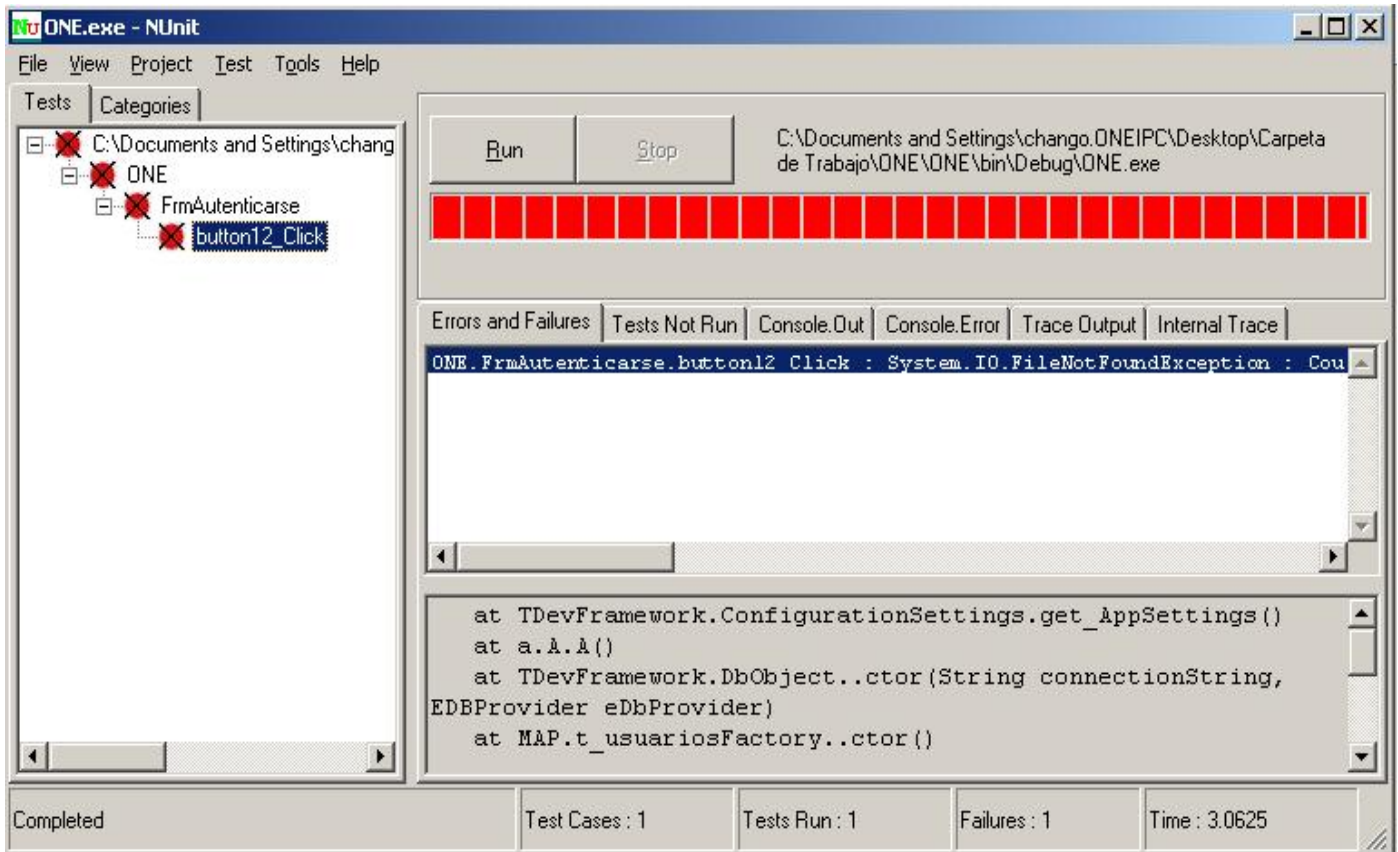 ONE.exe - NUnit
File View Project Test Tools Help
Tests Categories
C:\Documents and Settings\chang
ONE
FrmAutenticarse
button12_Click
Run Stop
C:\Documents and Settings\chango.ONEIPC\Desktop\Carpeta
de Trabajo\ONE\ONE\bin\Debug\ONE.exe
Errors and Failures Tests Not Run Console.Out Console.Error Trace Output Internal Trace
ONE.FrmAutenticarse.button12_Click : System.IO.FileNotFoundException : Cou
at TDevFramework.ConfigurationSettings.get_AppSettings()
at a.A.A()
at TDevFramework.DbObject..ctor(String connectionString,
EDBProvider eDbProvider)
at MAP.t_usuariosFactory..ctor()
Completed Test Cases : 1 Tests Run : 1 Failures : 1 Time : 3.0625